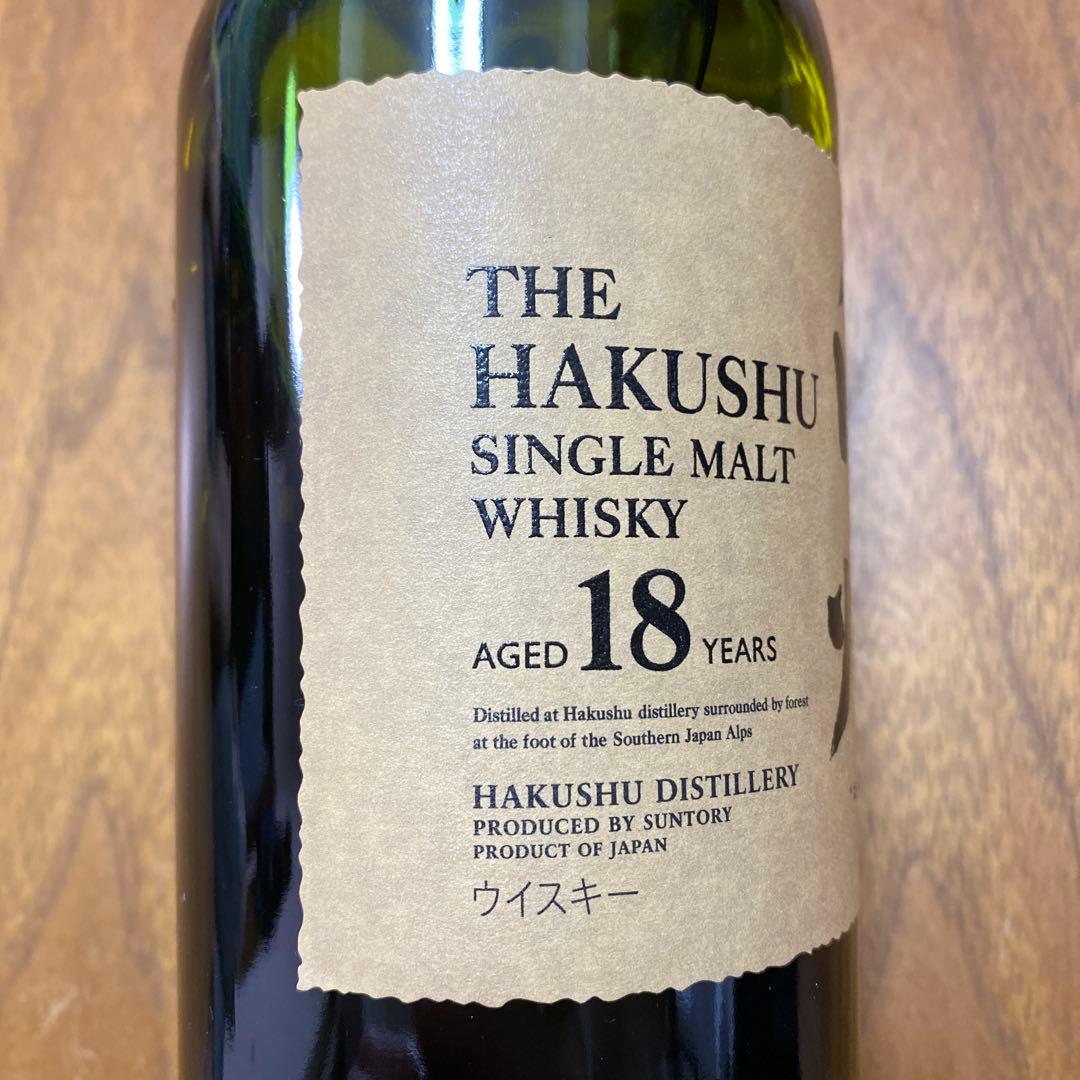 THE
HAKUSHU
SINGLE MALT
WHISKY
AGED 18 YEARS
Distilled at Hakushu distillery surrounded by forest
at the foot of the Southern Japan Alps
HAKUSHU DISTILLERY
PRODUCED BY SUNTORY
PRODUCT OF JAPAN
ウイスキー